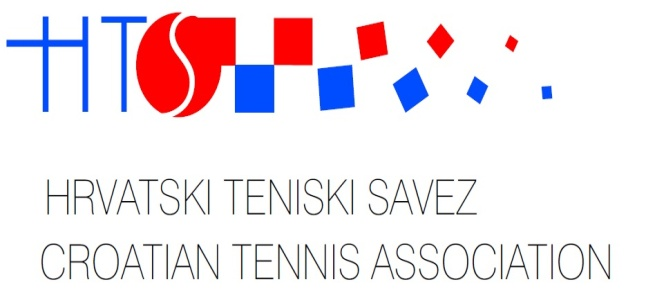 HTS
HRVATSKI TENISKI SAVEZ
CROATIAN TENNIS ASSOCIATION